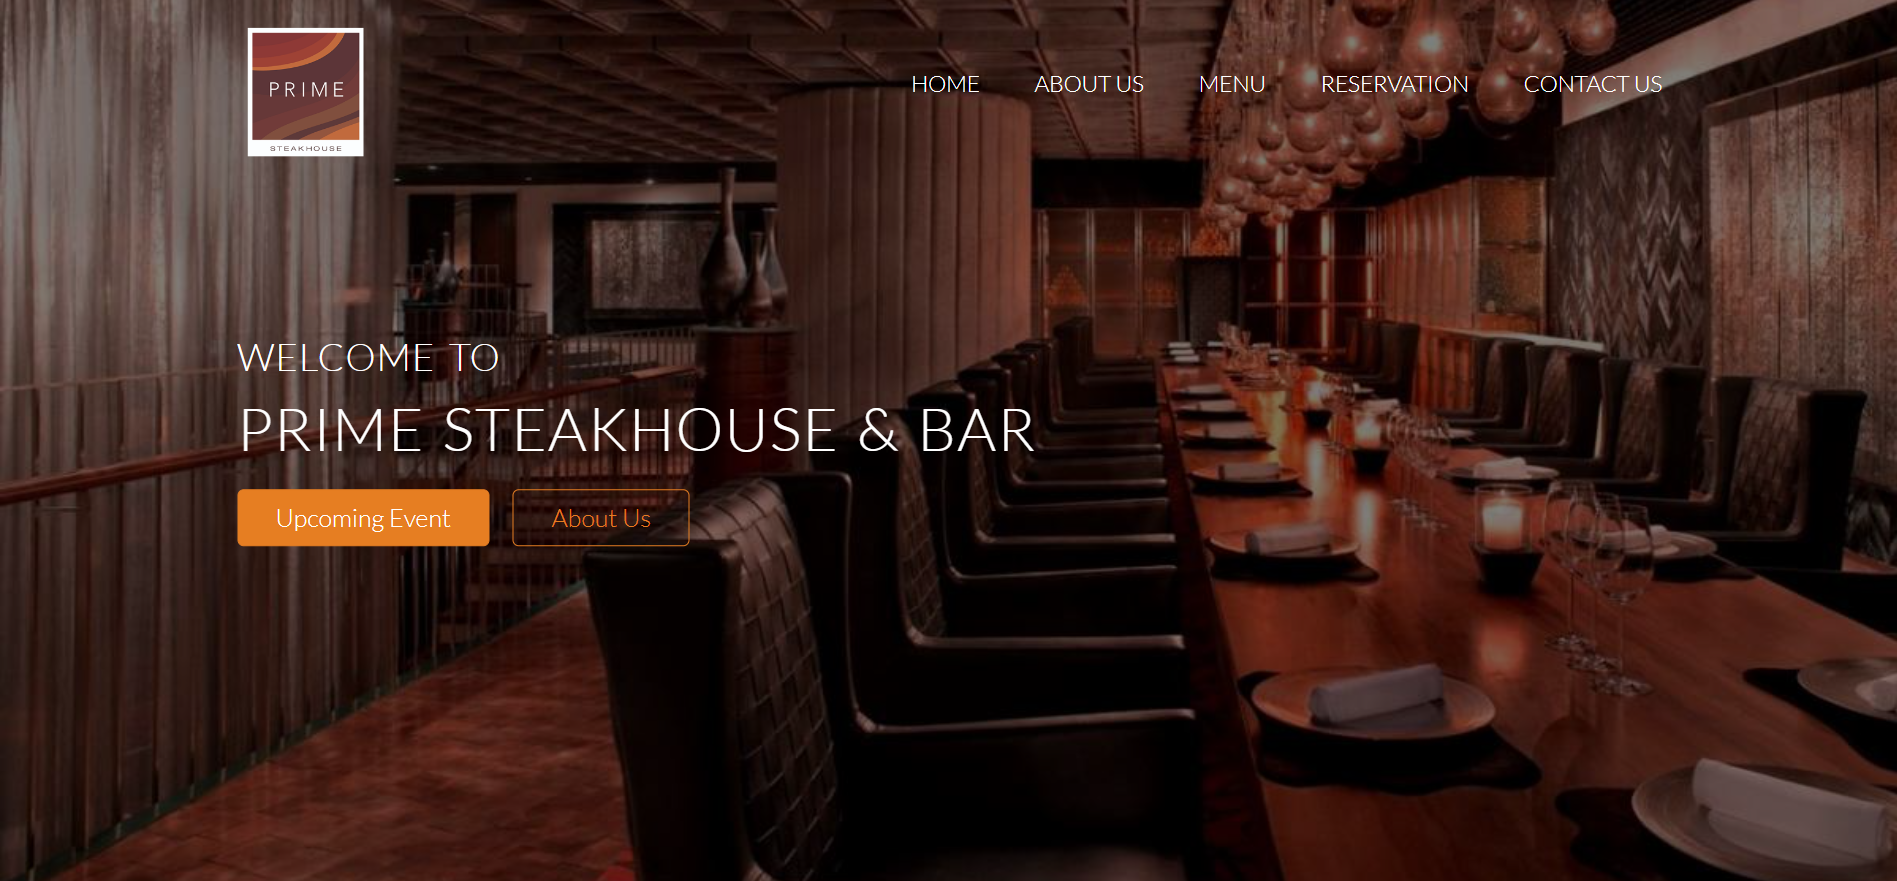 PRIME
STEAKHOUSE
HOME ABOUT US MENU RESERVATION CONTACT US
WELCOME TO
PRIME STEAKHOUSE & BAR
Upcoming Event About Us